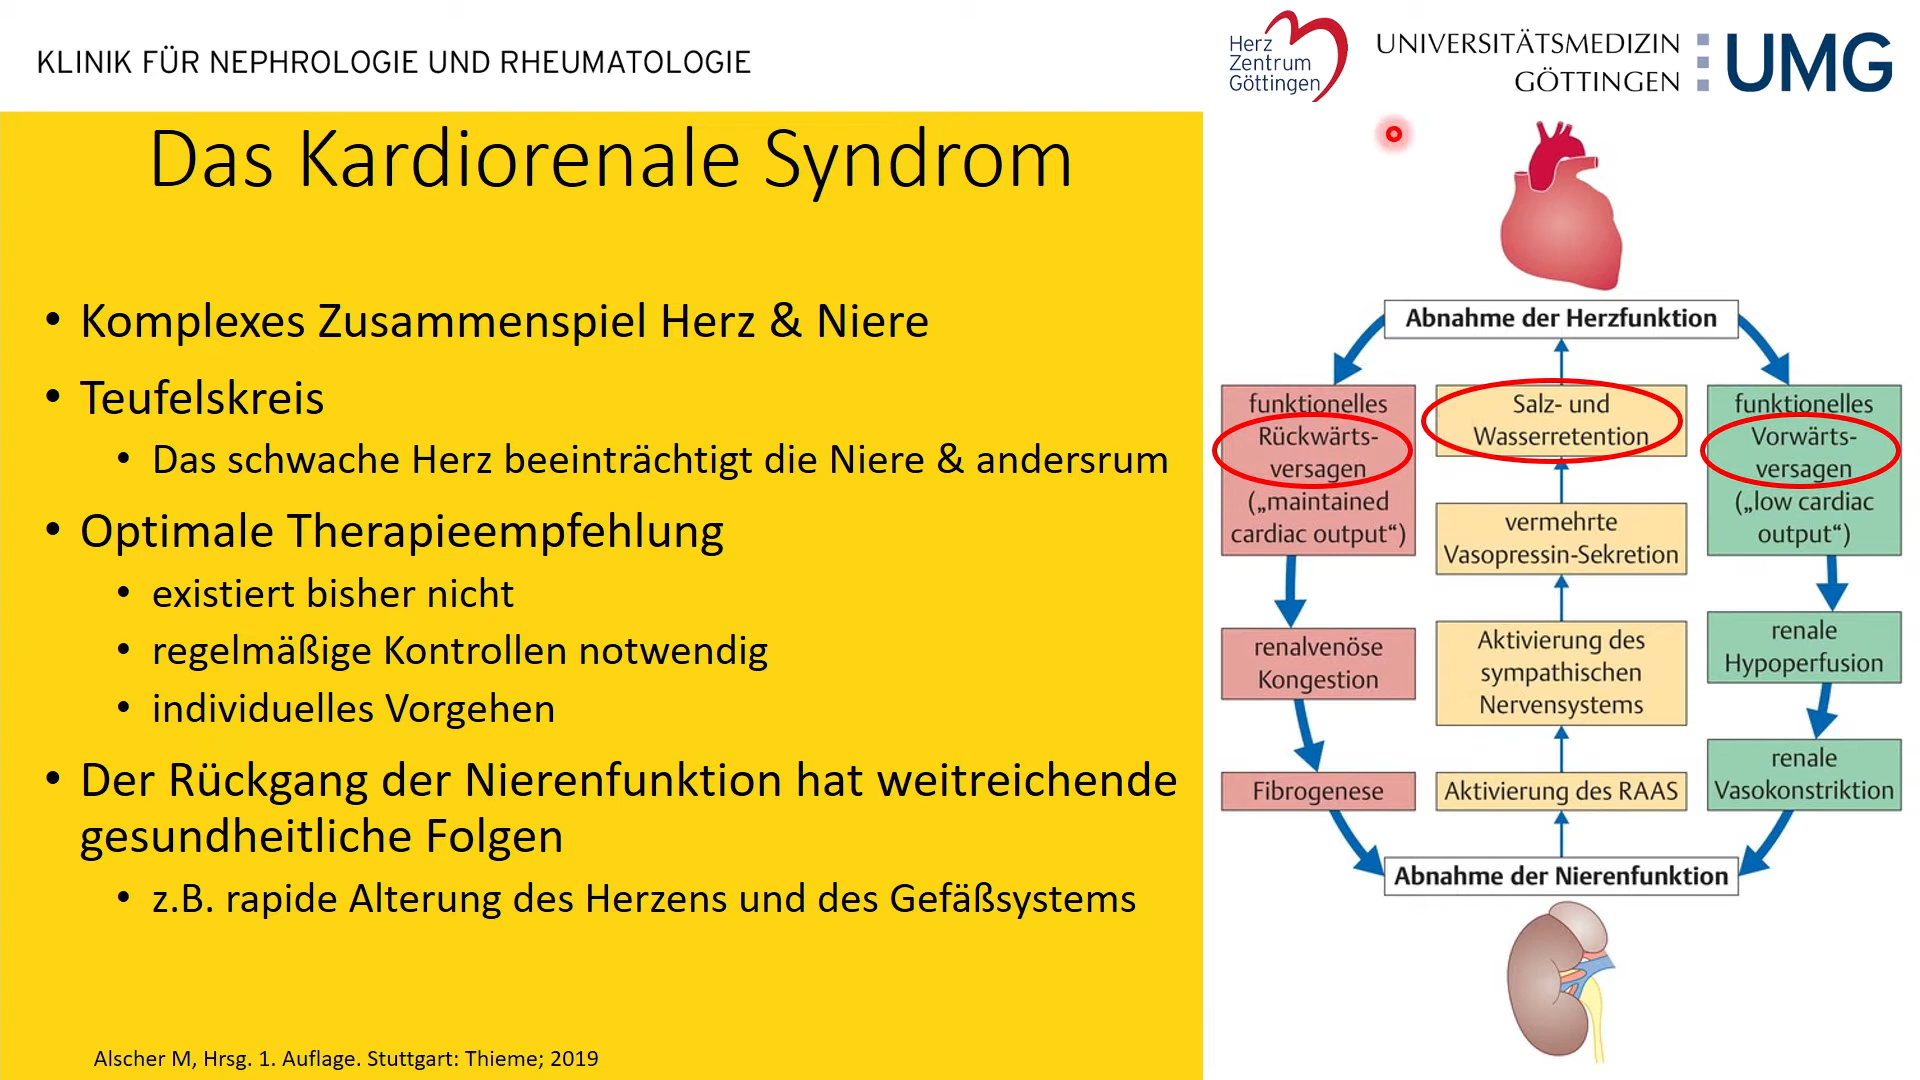 KLINIK FÜR NEPHROLOGIE UND RHEUMATOLOGIE
Herz
Zentrum
Göttingen
UNIVERSITÄTSMEDIZIN
GÖTTINGEN
UMG
Das Kardiorenale Syndrom
• Komplexes Zusammenspiel Herz & Niere
• Teufelskreis
• Das schwache Herz beeinträchtigt die Niere & andersrum
• Optimale Therapieempfehlung
• existiert bisher nicht
• regelmäßige Kontrollen notwendig
• individuelles Vorgehen
• Der Rückgang der Nierenfunktion hat weitreichende
gesundheitliche Folgen
• z.B. rapide Alterung des Herzens und des Gefäßsystems
Alscher M, Hrsg. 1. Auflage. Stuttgart: Thieme; 2019
Abnahme der Herzfunktion
funktionelles
Rückwärts-
versagen
(„maintained
cardiac output“)
renalvenöse
Kongestion
Fibrogenese
Salz- und
Wasserretention
vermehrte
Vasopressin-Sekretion
Aktivierung des
sympathischen
Nervensystems
Aktivierung des RAAS
funktionelles
Vorwärts-
versagen
(„low cardiac
output“)
renale
Hypoperfusion
renale
Vasokonstriktion
Abnahme der Nierenfunktion